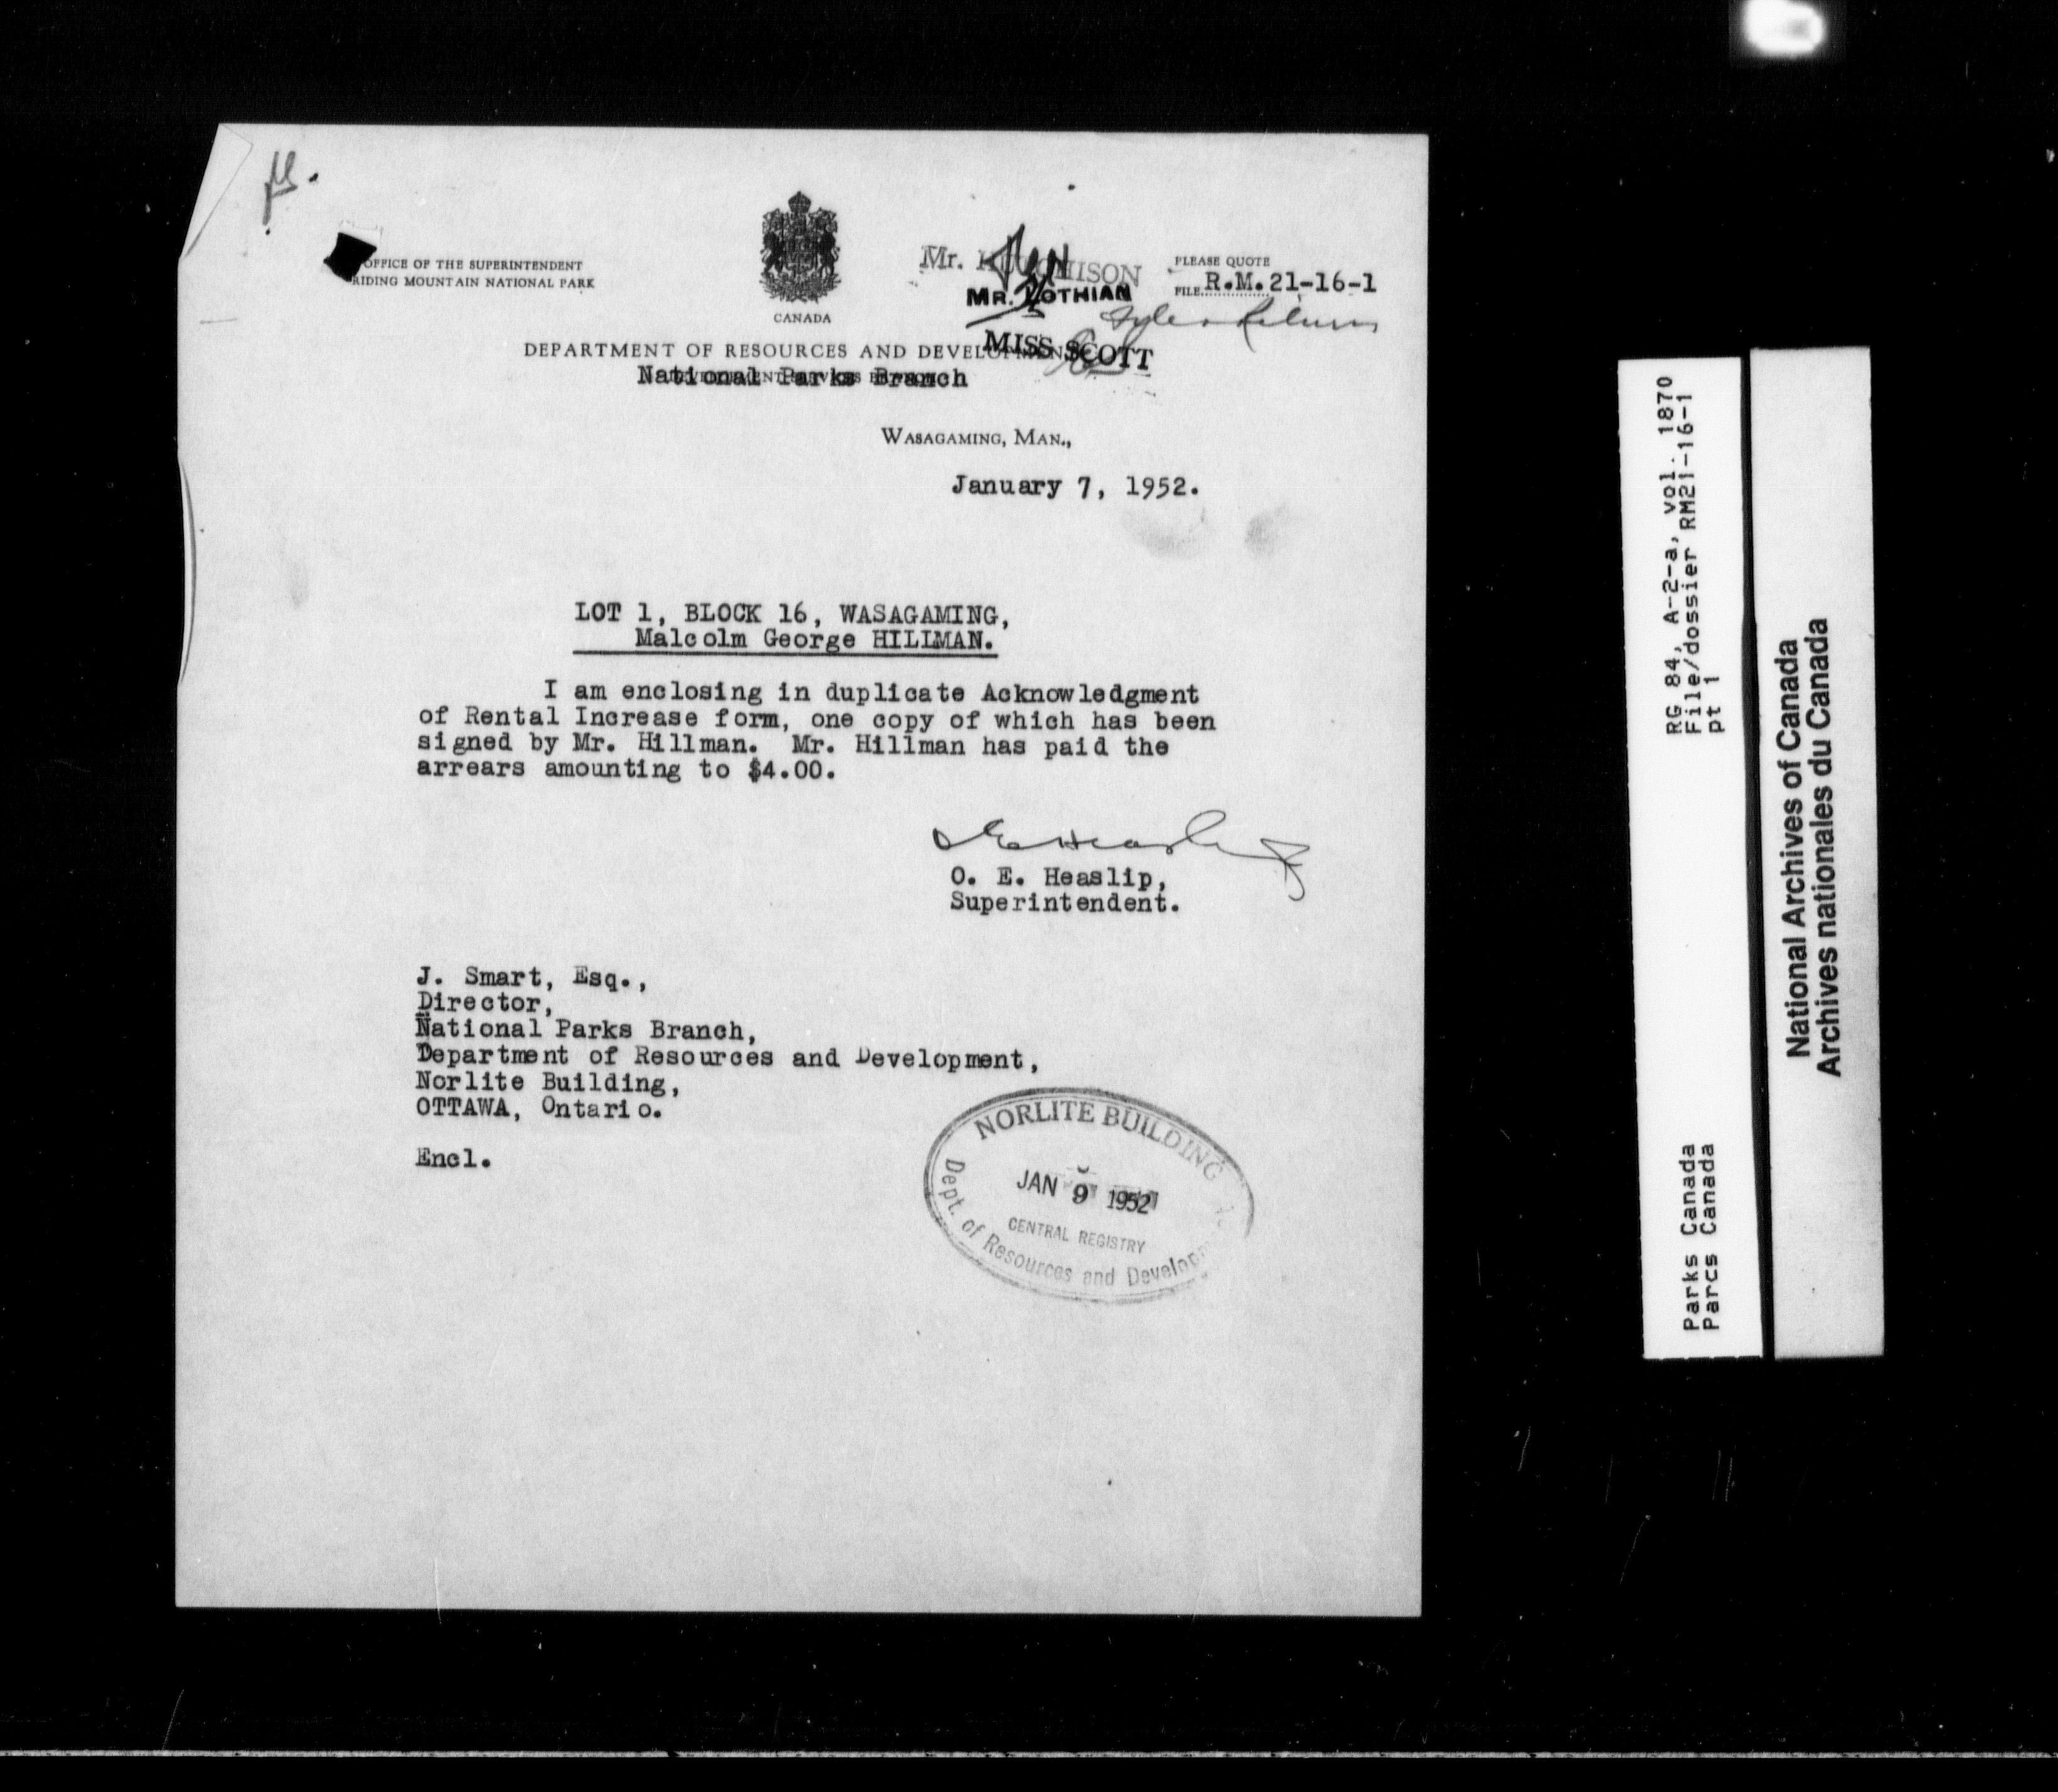 OFFICE OF THE SUPERINTENDENT
RIDING MOUNTAIN NATIONAL PARK
CANADA
Mr.
MR. LOTHIAN
MISS SCOTT
PLEASE QUOTE
FILE R.M. 21-16-1
DEPARTMENT OF RESOURCES AND DEVELOPMENT
National Parks Branch
WASAGAMING, MAN.,
January 7, 1952.
LOT 1, BLOCK 16, WASAGAMING,
Malcolm George HILLMAN.
I am enclosing in duplicate Acknowledgment
of Rental Increase form, one copy of which has been
signed by Mr. Hillman. Mr. Hillman has paid the
arrears amounting to $4.00.
O. E. Heaslip,
Superintendent.
J. Smart, Esq.,
Director,
National Parks Branch,
Department of Resources and Development,
Norlite Building,
OTTAWA, Ontario.
Encl.
NORLITE BUILDING
JAN 9 1952
CENTRAL REGISTRY
Dept. of Resources and Develop
RG 84, A-2-a, vol. 1870
File/dossier RM21-16-1
pt 1
Parks Canada
Parcs Canada
National Archives of Canada
Archives nationales du Canada